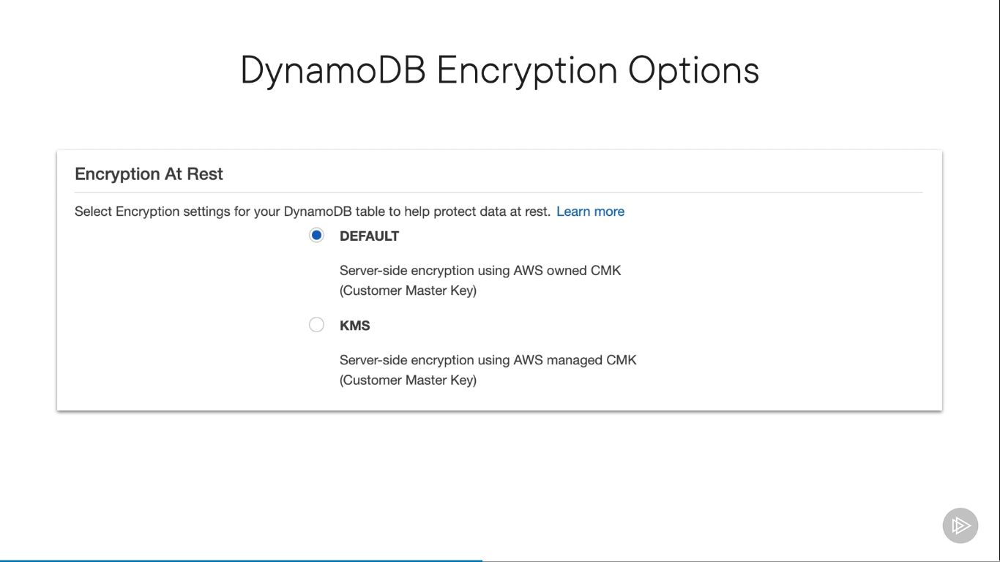 DynamoDB Encryption Options
Encryption At Rest
Select Encryption settings for your DynamoDB table to help protect data at rest. Learn more
DEFAULT
Server-side encryption using AWS owned CMK
(Customer Master Key)
KMS
Server-side encryption using AWS managed CMK
(Customer Master Key)